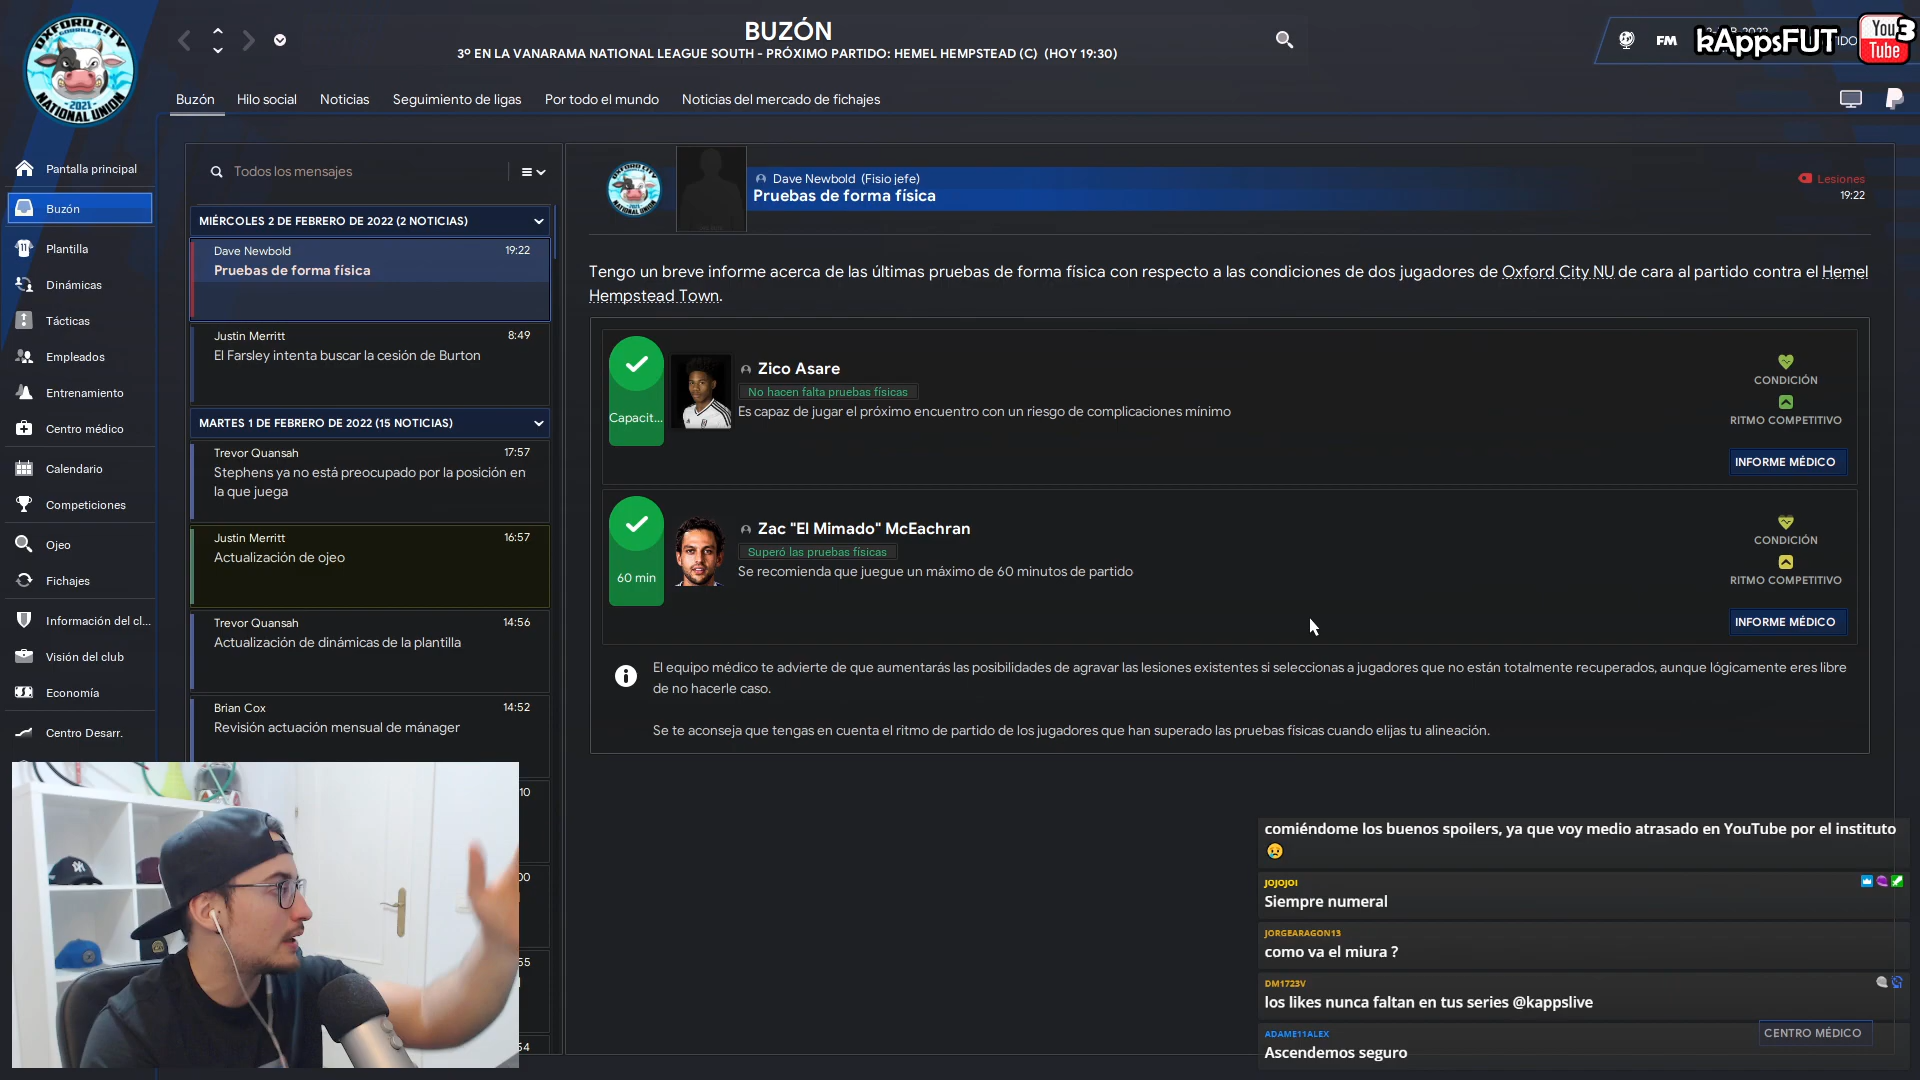 OXFORD CITY
GORRILLAS
2021
NATIONAL UNION
BUZÓN
3º EN LA VANARAMA NATIONAL LEAGUE SOUTH - PRÓXIMO PARTIDO: HEMEL HEMPSTEAD (C) (HOY 19:30)
FM
kAppsFUT
You
Tube
3
Buzón
Hilo social
Noticias
Seguimiento de ligas
Por todo el mundo
Noticias del mercado de fichajes
Pantalla principal
Buzón
Plantilla
Dinámicas
Tácticas
Empleados
Entrenamiento
Centro médico
Calendario
Competiciones
Ojeo
Fichajes
Información del cl...
Visión del club
Economía
Centro Desarr.
Todos los mensajes
MIÉRCOLES 2 DE FEBRERO DE 2022 (2 NOTICIAS)
Dave Newbold 19:22
Pruebas de forma física
Justin Merritt 8:49
El Farsley intenta buscar la cesión de Burton
MARTES 1 DE FEBRERO DE 2022 (15 NOTICIAS)
Trevor Quansah 17:57
Stephens ya no está preocupado por la posición en
la que juega
Justin Merritt 16:57
Actualización de ojeo
Trevor Quansah 14:56
Actualización de dinámicas de la plantilla
Brian Cox 14:52
Revisión actuación mensual de mánager
Dave Newbold (Fisio jefe)
Pruebas de forma física
Lesiones
19:22
Tengo un breve informe acerca de las últimas pruebas de forma física con respecto a las condiciones de dos jugadores de Oxford City NU de cara al partido contra el Hemel
Hempstead Town.
Capacit...
Zico Asare
No hacen falta pruebas físicas
Es capaz de jugar el próximo encuentro con un riesgo de complicaciones mínimo
CONDICIÓN
RITMO COMPETITIVO
INFORME MÉDICO
60 min
Zac "El Mimado" McEachran
Superó las pruebas físicas
Se recomienda que juegue un máximo de 60 minutos de partido
CONDICIÓN
RITMO COMPETITIVO
INFORME MÉDICO
El equipo médico te advierte de que aumentarás las posibilidades de agravar las lesiones existentes si seleccionas a jugadores que no están totalmente recuperados, aunque lógicamente eres libre
de no hacerle caso.
Se te aconseja que tengas en cuenta el ritmo de partido de los jugadores que han superado las pruebas físicas cuando elijas tu alineación.
comiéndome los buenos spoilers, ya que voy medio atrasado en YouTube por el instituto
😥
JOJOJOI
Siempre numeral
JORGEARAGON13
como va el miura ?
DM1723V
los likes nunca faltan en tus series @kappslive
ADAME11ALEX
Ascendemos seguro
CENTRO MÉDICO